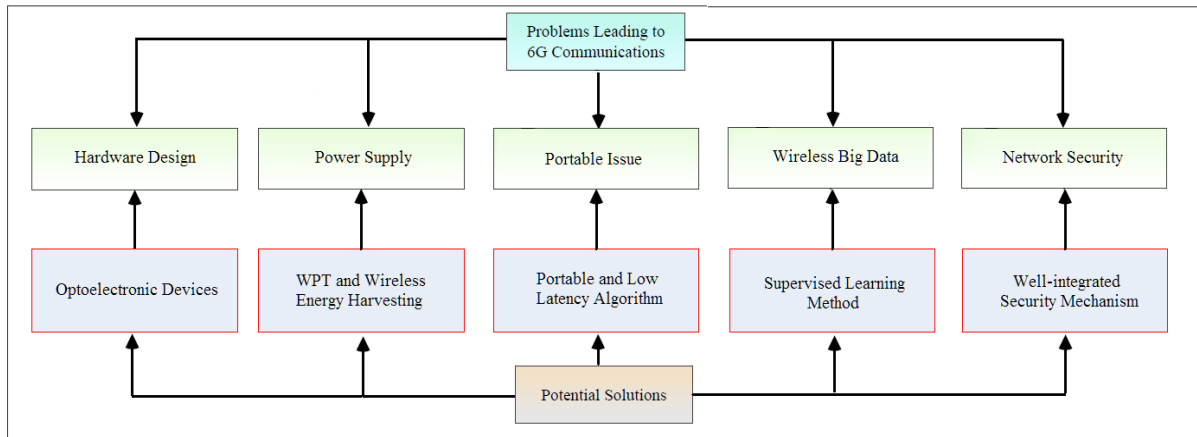 Problems Leading to
6G Communications
Hardware Design
Power Supply
Portable Issue
Wireless Big Data
Network Security
Optoelectronic Devices
WPT and Wireless
Energy Harvesting
Portable and Low
Latency Algorithm
Supervised Learning
Method
Well-integrated
Security Mechanism
Potential Solutions